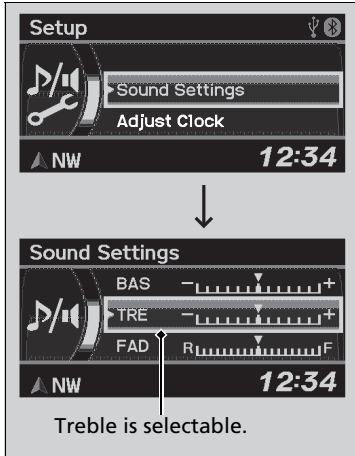 Setup
Sound Settings
Adjust Clock
NW 12:34
Sound Settings
BAS - +
TRE - +
FAD R F
NW 12:34
Treble is selectable.